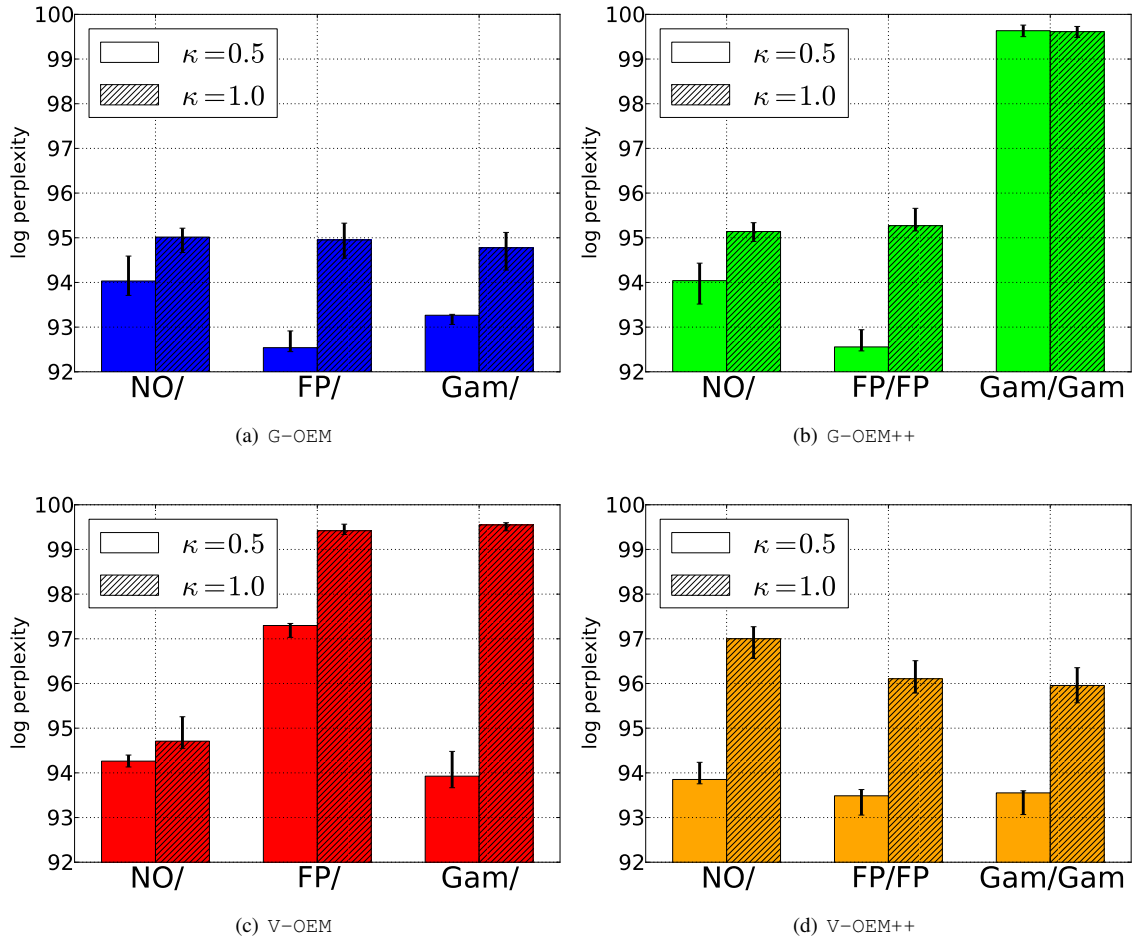 100
99
98
97
96
95
94
93
92
log perplexity
κ=0.5
κ=1.0
NO/ FP/ Gam/
(a) G-OEM
100
99
98
97
96
95
94
93
92
log perplexity
κ=0.5
κ=1.0
NO/ FP/FP Gam/Gam
(b) G-OEM++
100
99
98
97
96
95
94
93
92
log perplexity
κ=0.5
κ=1.0
NO/ FP/ Gam/
(c) V-OEM
100
99
98
97
96
95
94
93
92
log perplexity
κ=0.5
κ=1.0
NO/ FP/FP Gam/Gam
(d) V-OEM++